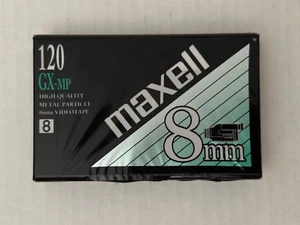 120
GX-MP
HIGH QUALITY
METAL PARTICLE
8mm VIDEOTAPE
8
maxell
8mm